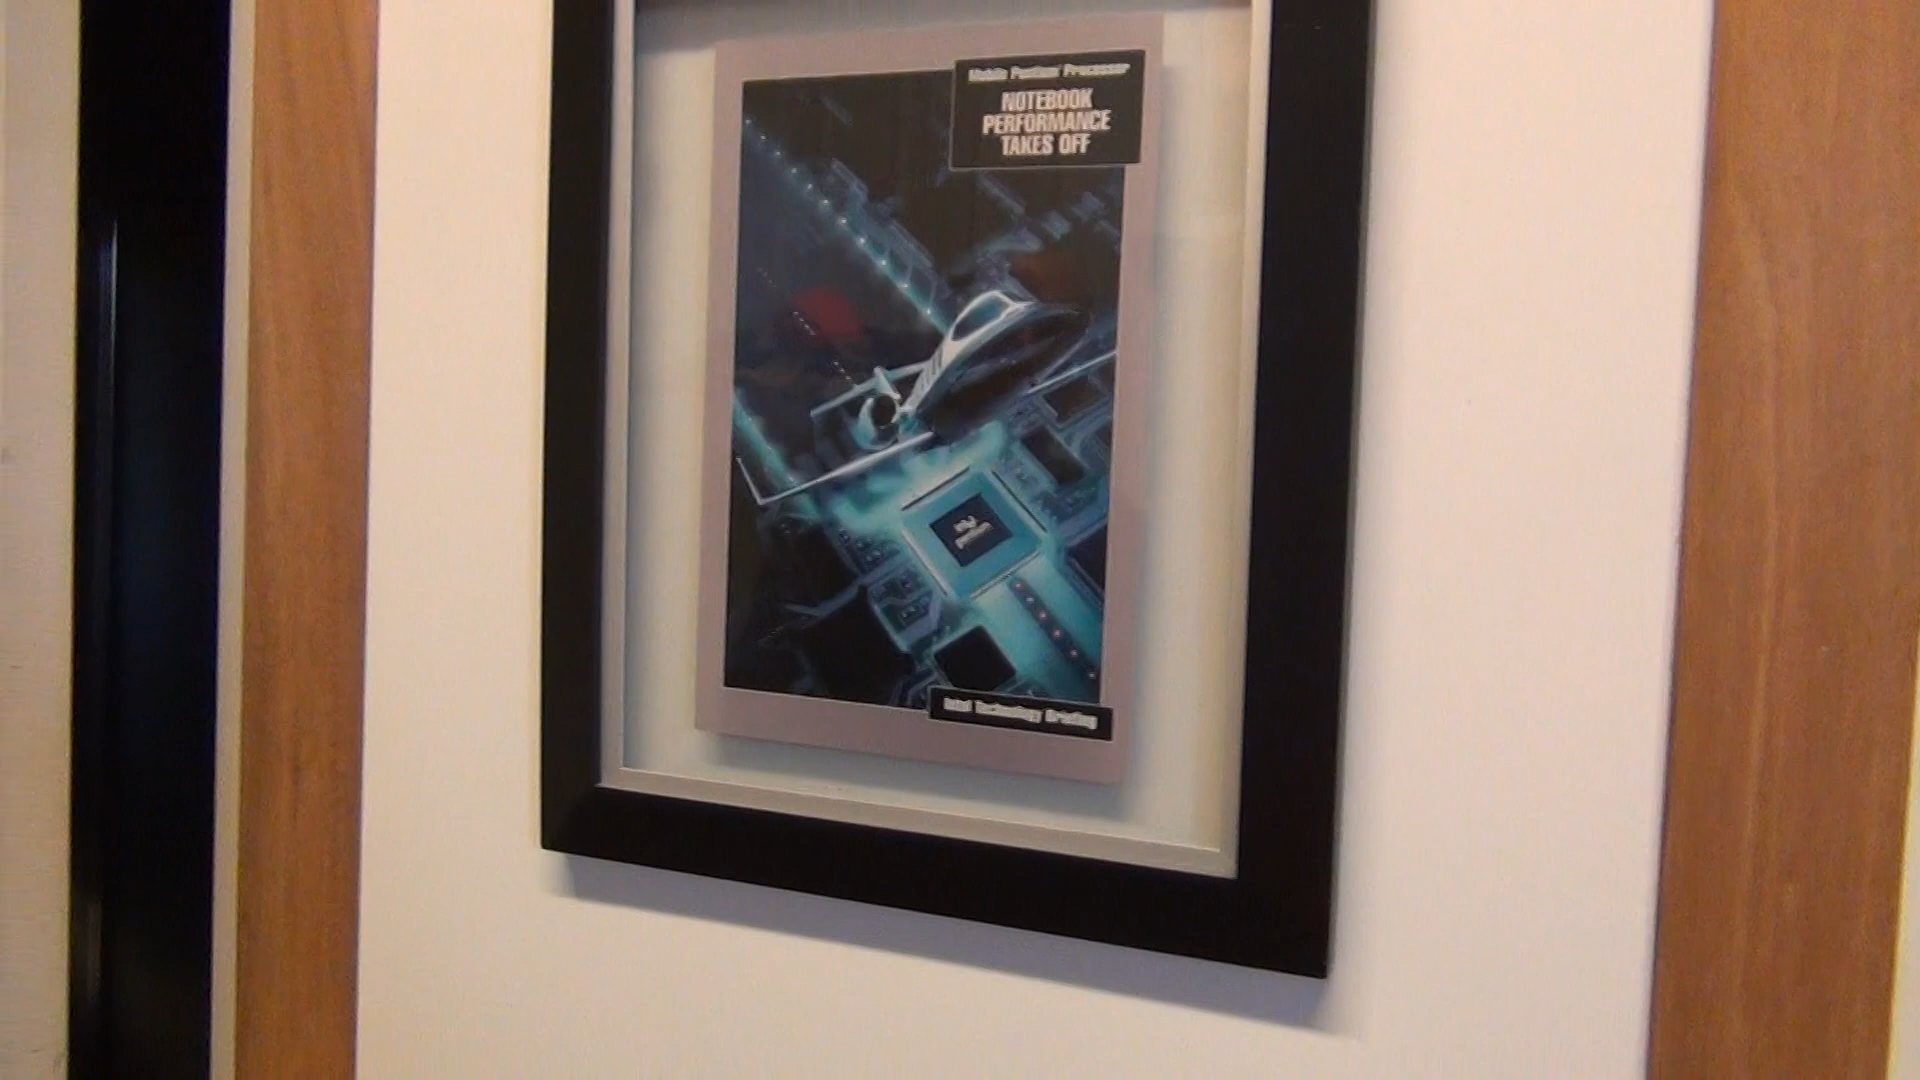 Mobile Pentium® Processor
NOTEBOOK
PERFORMANCE
TAKES OFF
Intel Technology Briefing